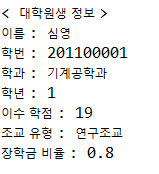 < 대학원생 정보 >
이름 : 심영
학번 : 201100001
학과 : 기계공학과
학년 : 1
이수 학점 : 19
조교 유형 : 연구조교
장학금 비율 : 0.8